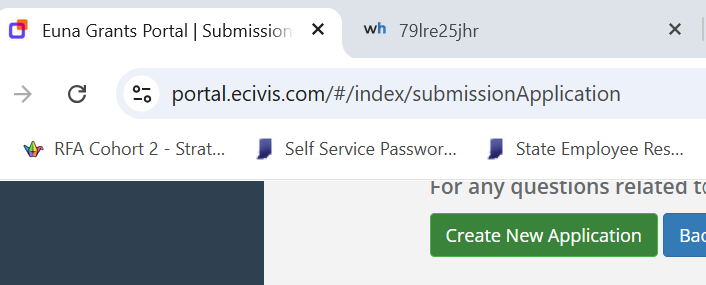 Euna Grants Portal | Submission
wh 79lre25jhr
portal.ecivis.com/#/index/submissionApplication
RFA Cohort 2 - Strat... Self Service Passwor... State Employee Res...
For any questions related to
Create New Application Bac